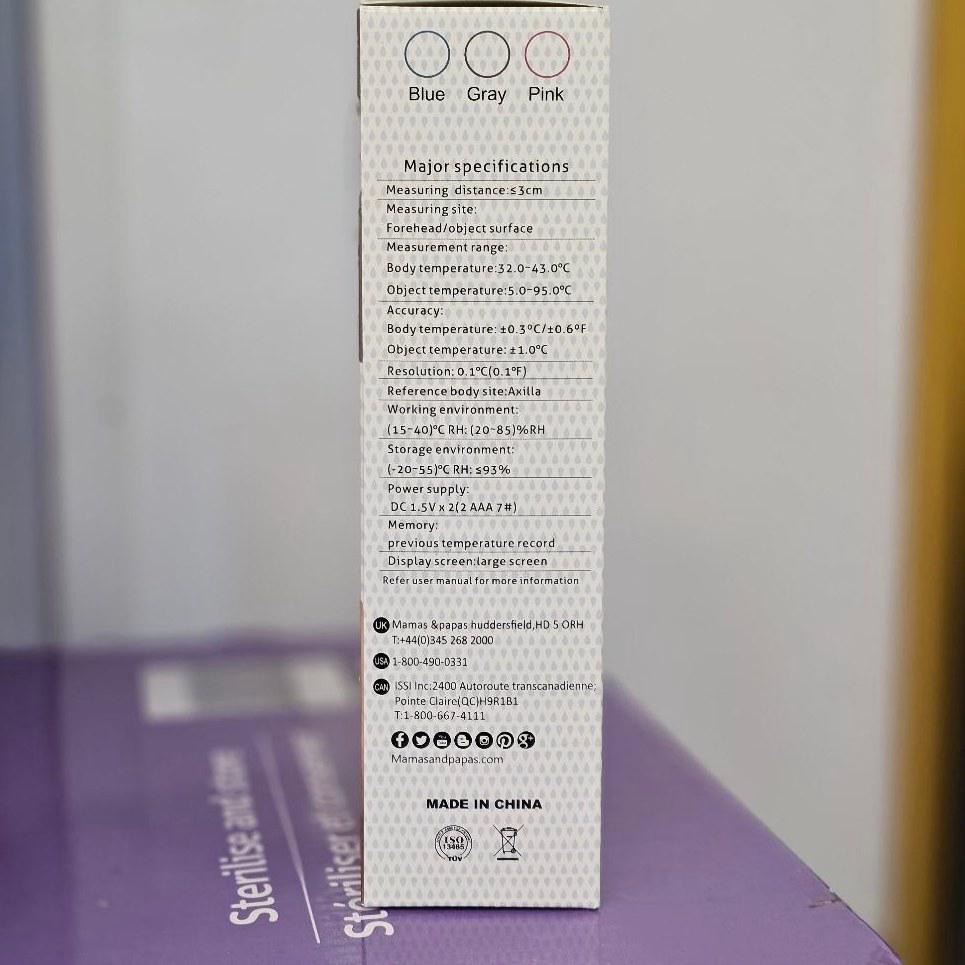 Blue Gray Pink
Major specifications
Measuring distance:≤3cm
Measuring site:
Forehead/object surface
Measurement range:
Body temperature:32.0~43.0℃
Object temperature:5.0~95.0℃
Accuracy:
Body temperature: ±0.3ºC/±0.6ºF
Object temperature: ±1.0℃
Resolution: 0.1℃(0.1℉)
Reference body site:Axilla
Working environment:
(15~40)℃ RH: (20~85)%RH
Storage environment:
(-20~55)℃ RH: ≤93%
Power supply:
DC 1.5V x 2(2 AAA 7#)
Memory:
previous temperature record
Display screen:large screen
Refer user manual for more information
UK Mamas &papas huddersfield,HD 5 ORH
T:+44(0)345 268 2000
USA 1-800-490-0331
CAN ISSI Inc:2400 Autoroute transcanadienne;
Pointe Claire(QC)H9R1B1
T:1-800-667-4111
Mamasandpapas.com
MADE IN CHINA
ISO
13485
TÜV
Sterilise and store
Stériliser et conserver